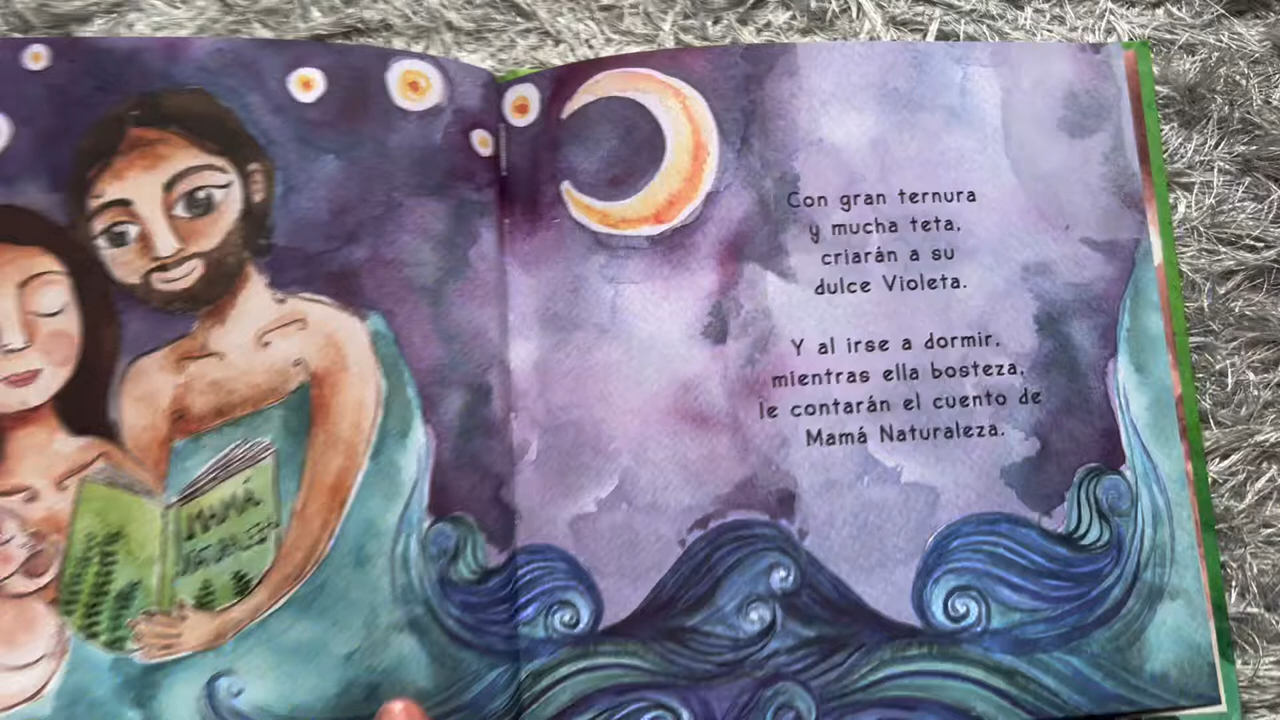 MAMÁ
NATURALEZA
Con gran ternura
y mucha teta,
criarán a su
dulce Violeta.
Y al irse a dormir,
mientras ella bosteza,
le contarán el cuento de
Mamá Naturaleza.